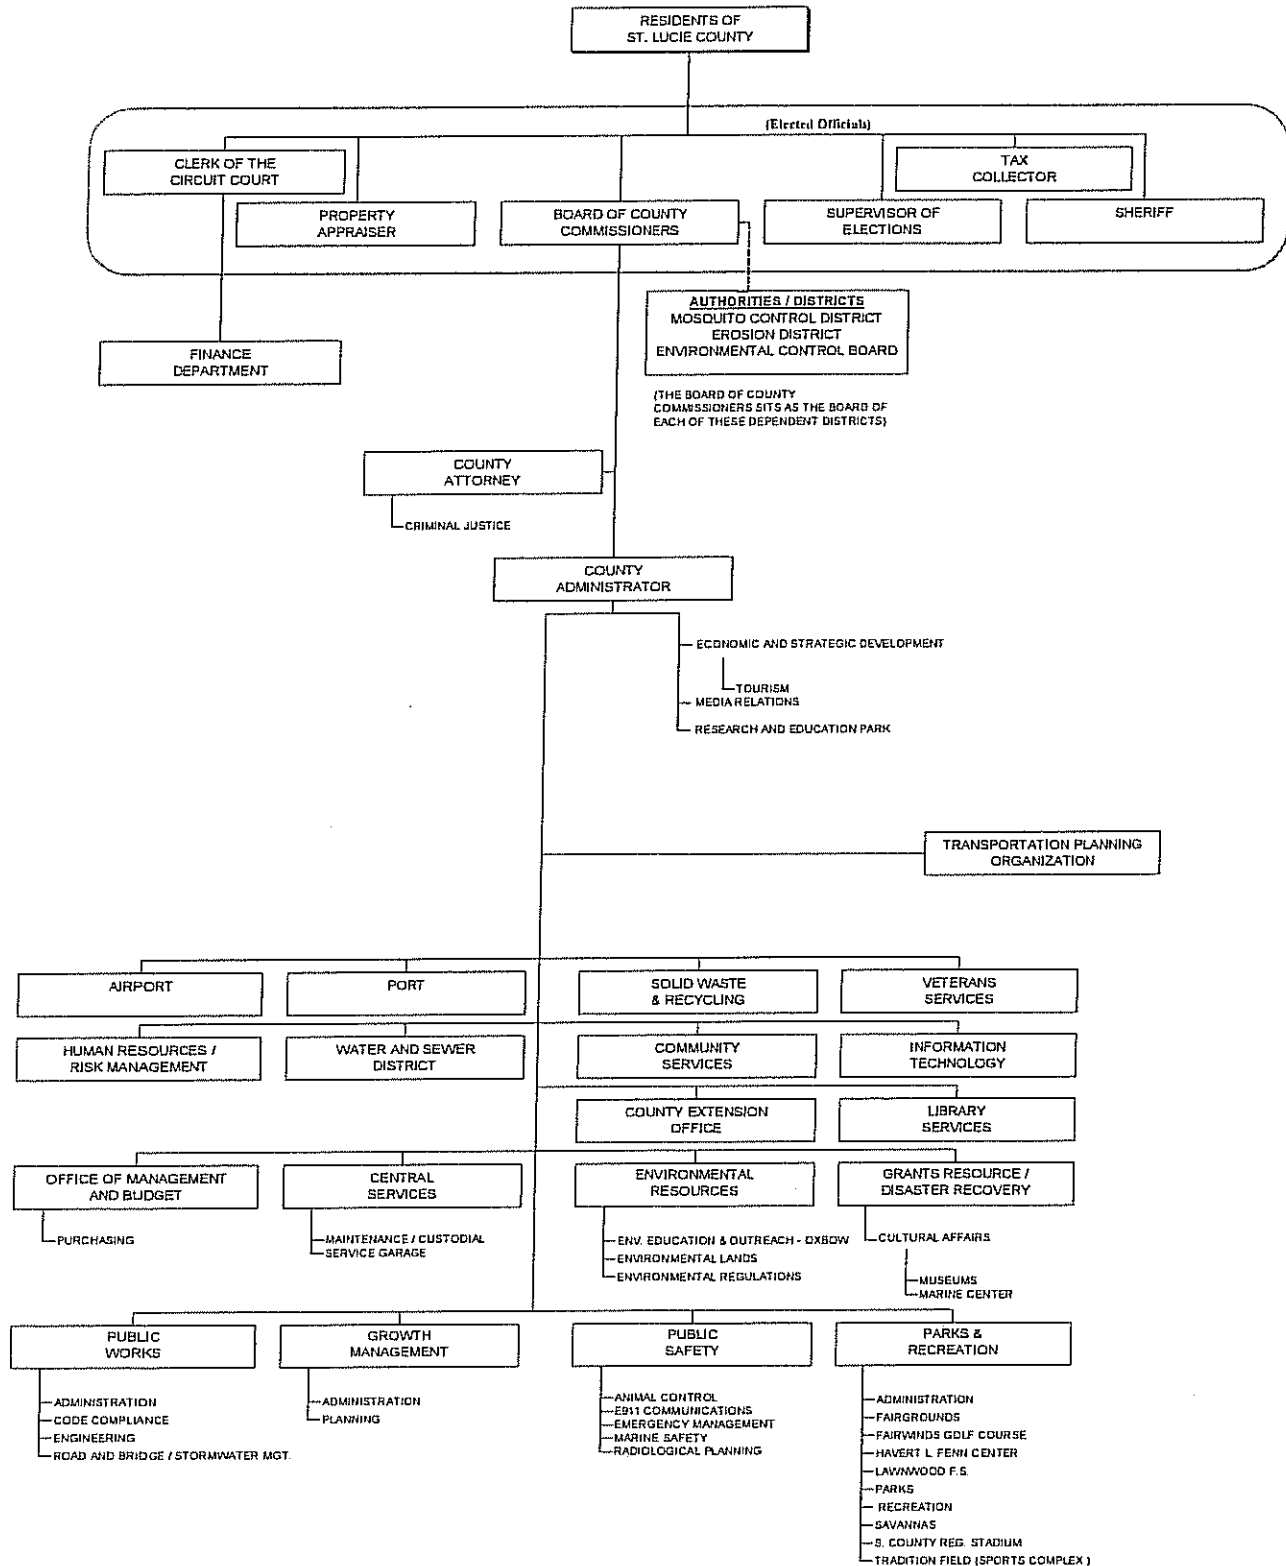 RESIDENTS OF
ST. LUCIE COUNTY
(Elected Officials)
CLERK OF THE
CIRCUIT COURT
TAX
COLLECTOR
PROPERTY
APPRAISER
BOARD OF COUNTY
COMMISSIONERS
SUPERVISOR OF
ELECTIONS
SHERIFF
AUTHORITIES / DISTRICTS
MOSQUITO CONTROL DISTRICT
EROSION DISTRICT
ENVIRONMENTAL CONTROL BOARD
FINANCE
DEPARTMENT
(THE BOARD OF COUNTY
COMMISSIONERS SITS AS THE BOARD OF
EACH OF THESE DEPENDENT DISTRICTS)
COUNTY
ATTORNEY
CRIMINAL JUSTICE
COUNTY
ADMINISTRATOR
ECONOMIC AND STRATEGIC DEVELOPMENT
TOURISM
MEDIA RELATIONS
RESEARCH AND EDUCATION PARK
TRANSPORTATION PLANNING
ORGANIZATION
AIRPORT
PORT
SOLID WASTE
& RECYCLING
VETERANS
SERVICES
HUMAN RESOURCES /
RISK MANAGEMENT
WATER AND SEWER
DISTRICT
COMMUNITY
SERVICES
INFORMATION
TECHNOLOGY
COUNTY EXTENSION
OFFICE
LIBRARY
SERVICES
OFFICE OF MANAGEMENT
AND BUDGET
PURCHASING
CENTRAL
SERVICES
MAINTENANCE / CUSTODIAL
SERVICE GARAGE
ENVIRONMENTAL
RESOURCES
ENV. EDUCATION & OUTREACH - OXBOW
ENVIRONMENTAL LANDS
ENVIRONMENTAL REGULATIONS
GRANTS RESOURCE /
DISASTER RECOVERY
CULTURAL AFFAIRS
MUSEUMS
MARINE CENTER
PUBLIC
WORKS
ADMINISTRATION
CODE COMPLIANCE
ENGINEERING
ROAD AND BRIDGE / STORMWATER MGT.
GROWTH
MANAGEMENT
ADMINISTRATION
PLANNING
PUBLIC
SAFETY
ANIMAL CONTROL
E911 COMMUNICATIONS
EMERGENCY MANAGEMENT
MARINE SAFETY
RADIOLOGICAL PLANNING
PARKS &
RECREATION
ADMINISTRATION
FAIRGROUNDS
FAIRWINDS GOLF COURSE
HAVERT L. FENN CENTER
LAWNWOOD F.S.
PARKS
RECREATION
SAVANNAS
S. COUNTY REG. STADIUM
TRADITION FIELD (SPORTS COMPLEX )